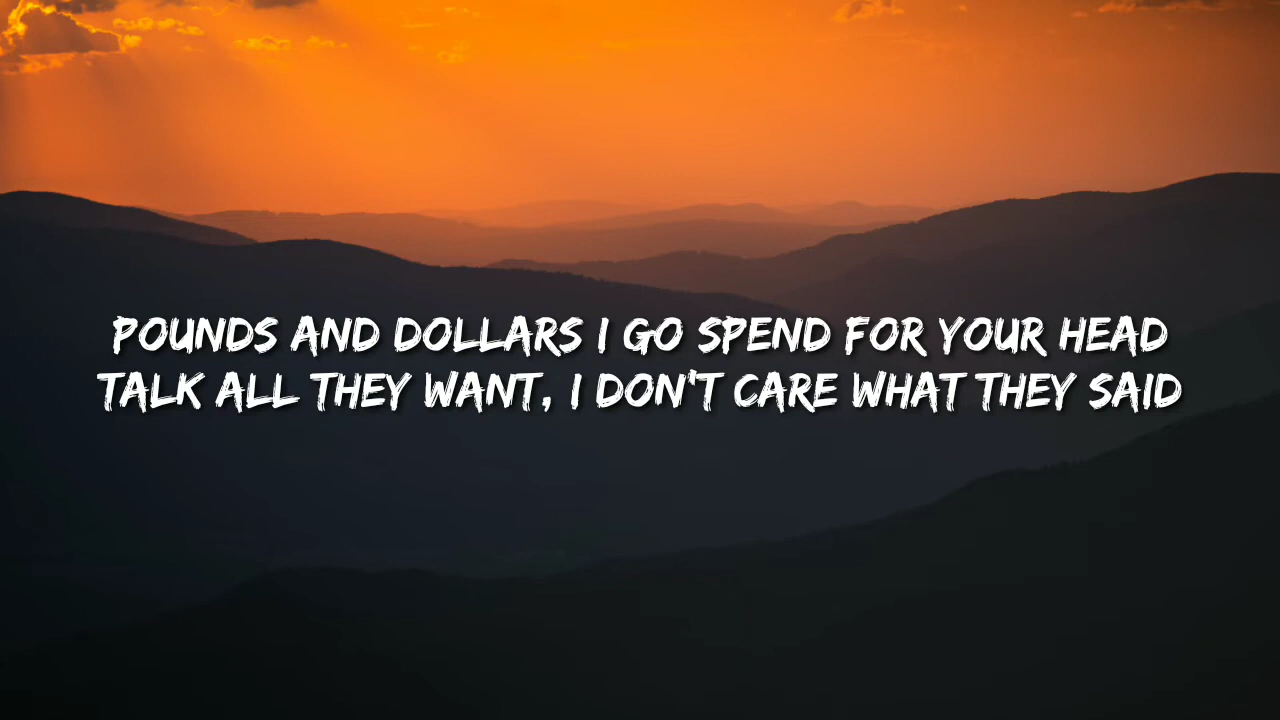 POUNDS AND DOLLARS I GO SPEND FOR YOUR HEAD
TALK ALL THEY WANT, I DON'T CARE WHAT THEY SAID